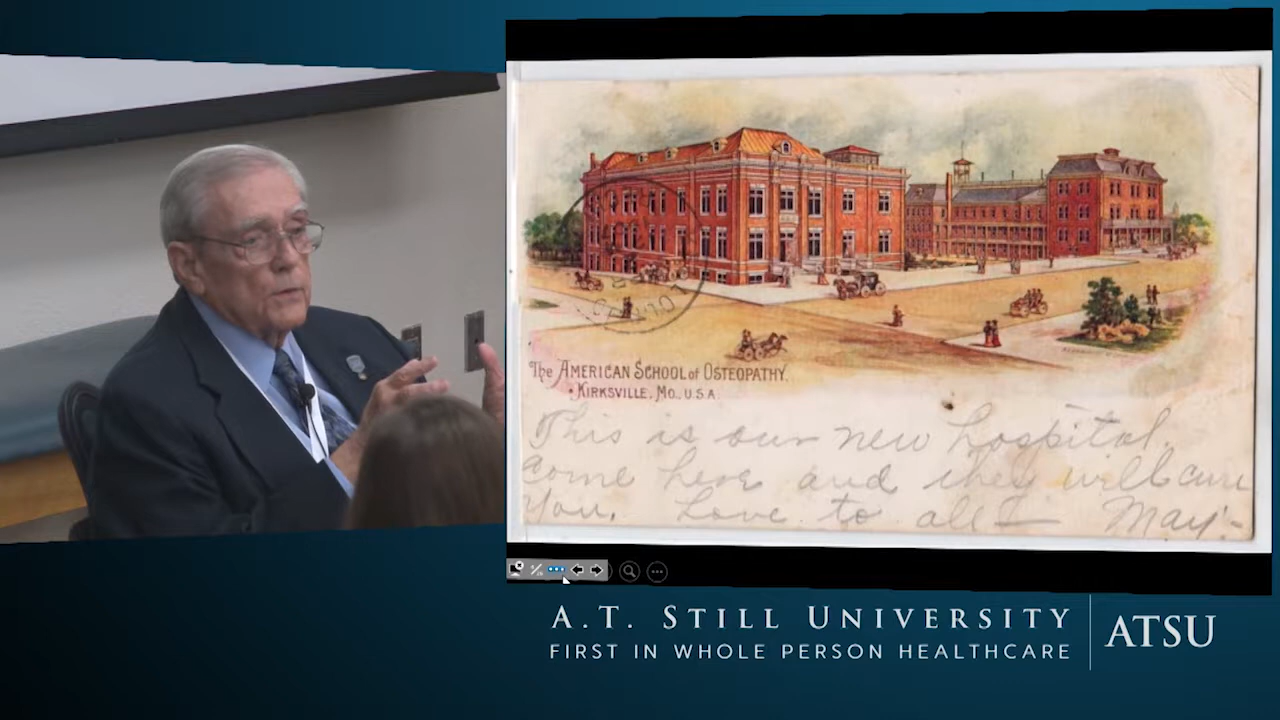 The AMERICAN SCHOOL of OSTEOPATHY,
KIRKSVILLE, MO., U.S.A.
This is our new hospital.
Come here and they will cure
you. Love to all — May -
A.T. STILL UNIVERSITY
FIRST IN WHOLE PERSON HEALTHCARE
ATSU